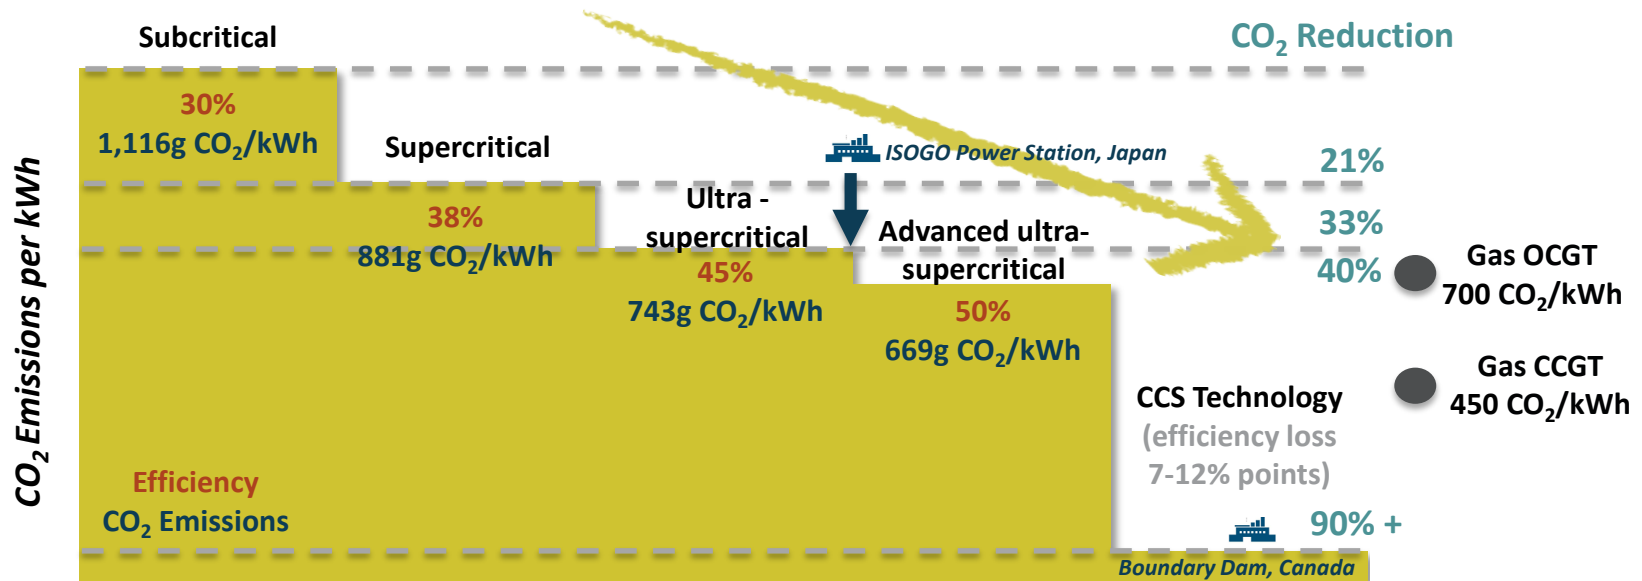 Subcritical
CO₂ Reduction
30%
1,116g CO₂/kWh
Supercritical
ISOGO Power Station, Japan
21%
38%
881g CO₂/kWh
Ultra -
supercritical
33%
Advanced ultra-
supercritical
45%
743g CO₂/kWh
40%
Gas OCGT
700 CO₂/kWh
50%
669g CO₂/kWh
Gas CCGT
450 CO₂/kWh
CCS Technology
(efficiency loss
7-12% points)
CO₂ Emissions per kWh
Efficiency
CO₂ Emissions
90% +
Boundary Dam, Canada